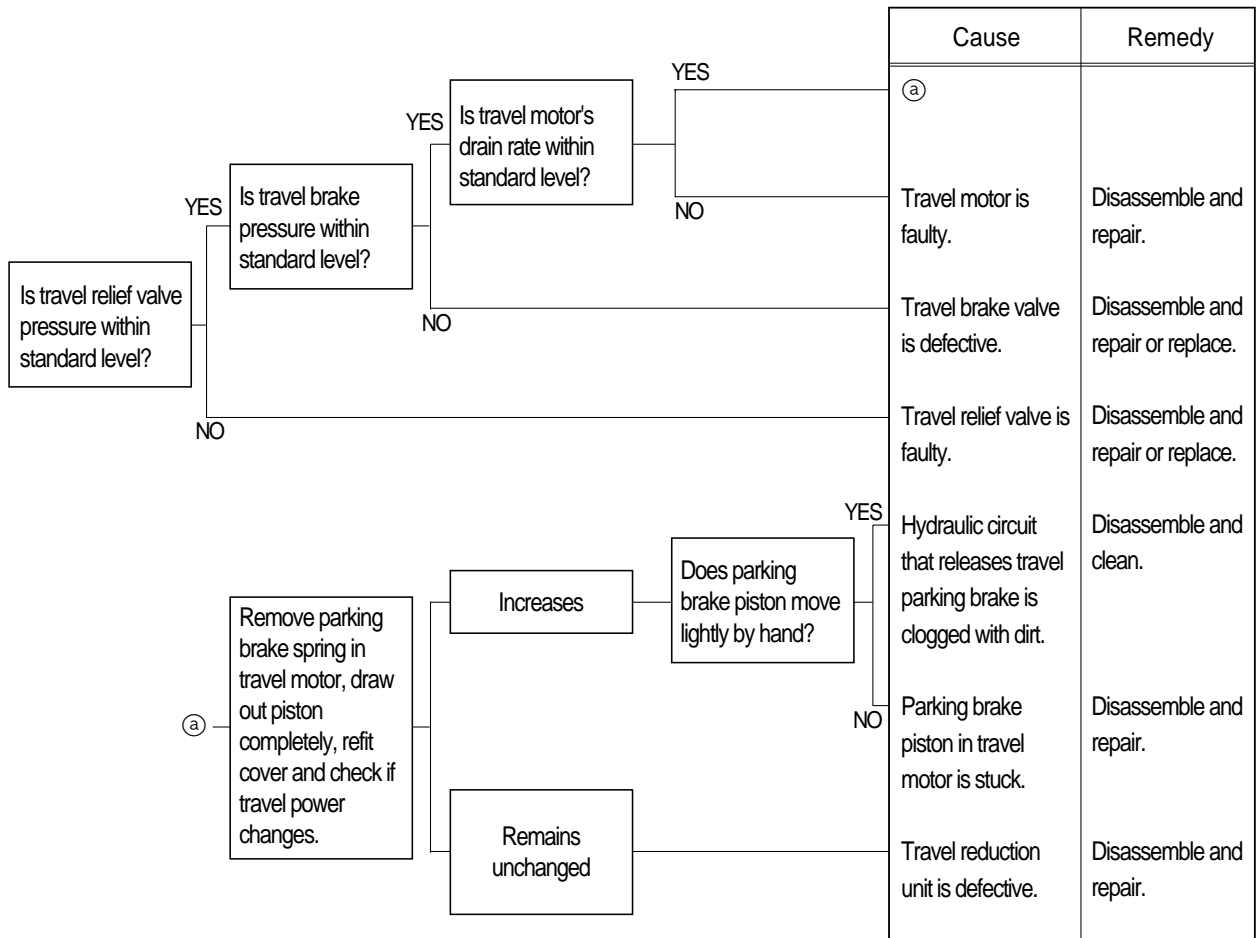 Cause
Remedy
YES
ⓐ
Is travel motor's
drain rate within
standard level?
YES
NO
Travel motor is
faulty.
Disassemble and
repair.
Is travel brake
pressure within
standard level?
YES
NO
Travel brake valve
is defective.
Disassemble and
repair or replace.
Is travel relief valve
pressure within
standard level?
NO
Travel relief valve is
faulty.
Disassemble and
repair or replace.
YES
Hydraulic circuit
that releases travel
parking brake is
clogged with dirt.
Disassemble and
clean.
Does parking
brake piston move
lightly by hand?
Increases
ⓐ
Remove parking
brake spring in
travel motor, draw
out piston
completely, refit
cover and check if
travel power
changes.
NO
Parking brake
piston in travel
motor is stuck.
Disassemble and
repair.
Remains
unchanged
Travel reduction
unit is defective.
Disassemble and
repair.